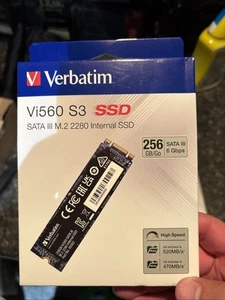 Verbatim
Vi560 S3 SSD
SATA III M.2 2280 Internal SSD
256
GB/Go
SATA III
6 Gbps
Verbatim
High Speed
520MB/s
470MB/s